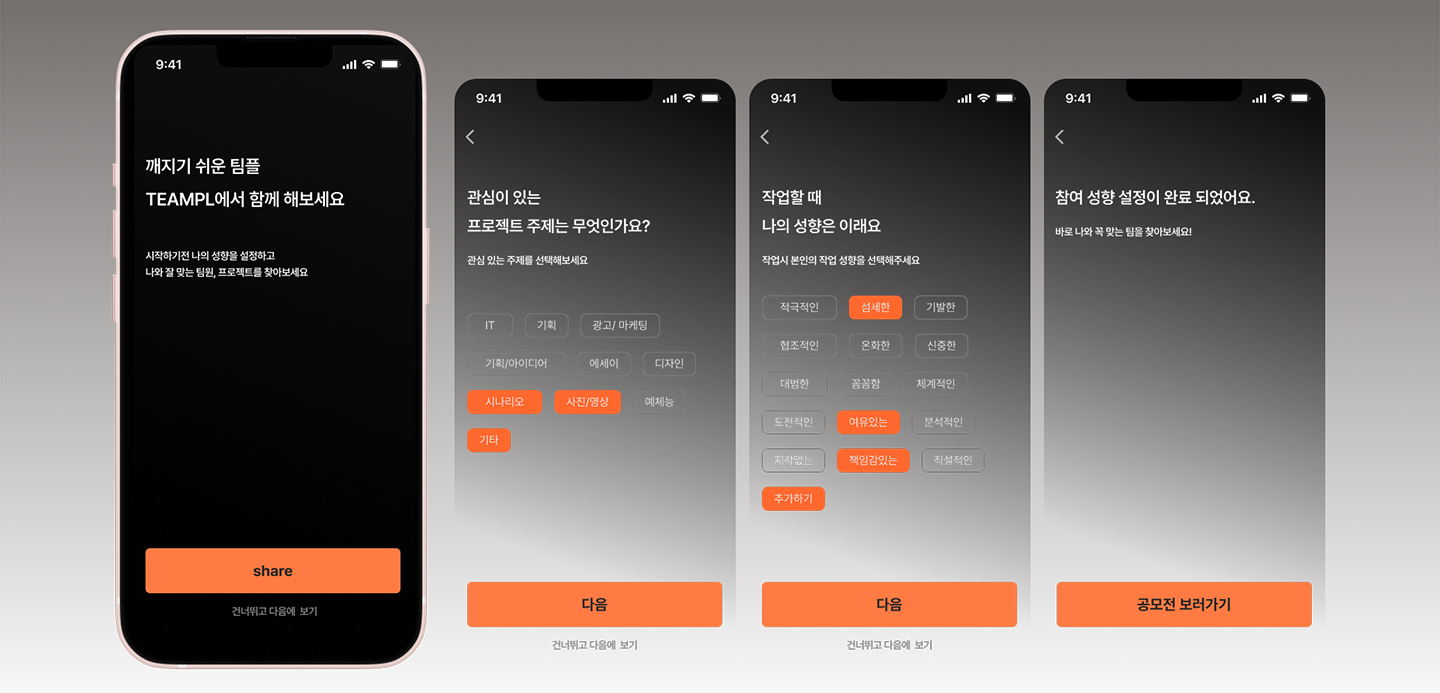 9:41
깨지기 쉬운 팀플
TEAMPL에서 함께 해보세요
시작하기전 나의 성향을 설정하고
나와 잘 맞는 팀원, 프로젝트를 찾아보세요
share
건너뛰고 다음에 보기
9:41
관심이 있는
프로젝트 주제는 무엇인가요?
관심 있는 주제를 선택해보세요
IT 기획 광고/ 마케팅
기획/아이디어 에세이 디자인
시나리오 사진/영상 예체능
기타
다음
건너뛰고 다음에 보기
9:41
작업할 때
나의 성향은 이래요
작업시 본인의 작업 성향을 선택해주세요
적극적인 섬세한 기발한
협조적인 온화한 신중한
대범한 꼼꼼함 체계적인
도전적인 여유있는 분석적인
지각없는 책임감있는 직설적인
추가하기
다음
건너뛰고 다음에 보기
9:41
참여 성향 설정이 완료 되었어요.
바로 나와 꼭 맞는 팀을 찾아보세요!
공모전 보러가기